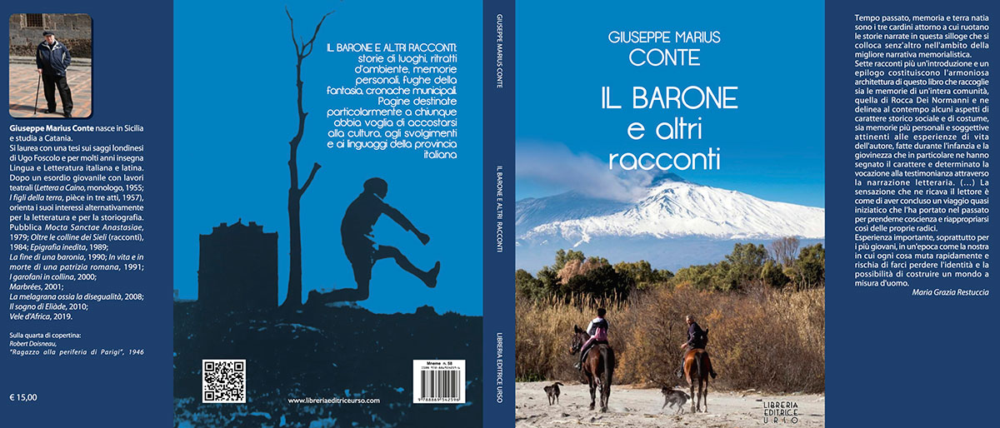 Giuseppe Marius Conte nasce in Sicilia
e studia a Catania.
Si laurea con una tesi sui saggi londinesi
di Ugo Foscolo e per molti anni insegna
Lingua e Letteratura italiana e latina.
Dopo un esordio giovanile con lavori
teatrali (Lettera a Caino, monologo, 1955;
I figli della terra, pièce in tre atti, 1957),
orienta i suoi interessi alternativamente
per la letteratura e per la storiografia.
Pubblica Mocta Sanctae Anastasiae,
1979; Oltre le colline dei Sieli (racconti),
1984; Epigrafia inedita, 1989;
La fine di una baronia, 1990; In vita e in
morte di una patrizia romana, 1991;
I garofani in collina, 2000;
Marbrées, 2001;
La melagrana ossia la disegualità, 2008;
Il sogno di Eliàde, 2010;
Vele d'Africa, 2019.
Sulla quarta di copertina:
Robert Doisneau,
"Ragazzo alla periferia di Parigi", 1946
€ 15,00
IL BARONE E ALTRI RACCONTI:
storie di luoghi, ritratti
d'ambiente, memorie
personali, fughe della
fantasia, cronache municipali.
Pagine destinate
particolarmente a chiunque
abbia voglia di accostarsi
alla cultura, agli svolgimenti
e ai linguaggi della provincia
italiana
www.libreriaeditriceurso.com
Mneme n. 58
ISBN 978-8869542596
9 788869 542596
GIUSEPPE MARIUS CONTE
IL BARONE E ALTRI RACCONTI
LIBRERIA EDITRICE URSO
GIUSEPPE MARIUS
CONTE
IL BARONE
e altri
racconti
LIBRERIA
EDITRICE
URSO
Tempo passato, memoria e terra natia
sono i tre cardini attorno a cui ruotano
le storie narrate in questa silloge che si
colloca senz'altro nell'ambito della
migliore narrativa memorialistica.
Sette racconti più un'introduzione e un
epilogo costituiscono l'armoniosa
architettura di questo libro che raccoglie
sia le memorie di un'intera comunità,
quella di Rocca Dei Normanni e ne
delinea al contempo alcuni aspetti di
carattere storico sociale e di costume,
sia memorie più personali e soggettive
attinenti alle esperienze di vita
dell'autore, fatte durante l'infanzia e la
giovinezza che in particolare ne hanno
segnato il carattere e determinato la
vocazione alla testimonianza attraverso
la narrazione letteraria. (…) La
sensazione che ne ricava il lettore è
come di aver concluso un viaggio quasi
iniziatico che l'ha portato nel passato
per prenderne coscienza e riappropriarsi
così delle proprie radici.
Esperienza importante, soprattutto per
i più giovani, in un'epoca come la nostra
in cui ogni cosa muta rapidamente e
rischia di farci perdere l'identità e la
possibilità di costruire un mondo a
misura d'uomo.
Maria Grazia Restuccia